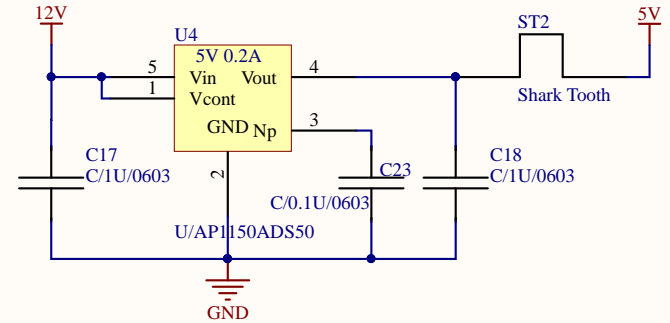 12V
5V
U4
ST2
5V 0.2A
5
Vin
Vout
4
1
Vcont
Shark Tooth
GND
Np
3
C17
C/1U/0603
2
C23
C/0.1U/0603
C18
C/1U/0603
U/AP1150ADS50
GND